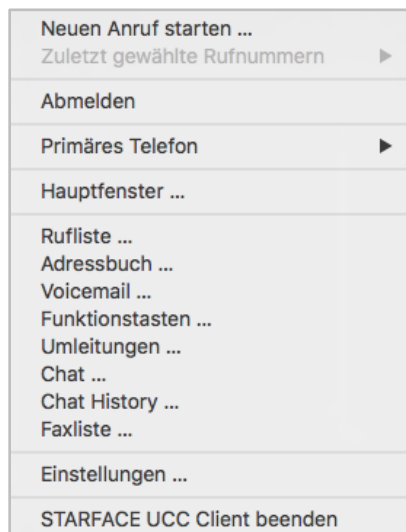 Neuen Anruf starten ...
Zuletzt gewählte Rufnummern
Abmelden
Primäres Telefon
Hauptfenster ...
Rufliste ...
Adressbuch ...
Voicemail ...
Funktionstasten ...
Umleitungen ...
Chat ...
Chat History ...
Faxliste ...
Einstellungen ...
STARFACE UCC Client beenden